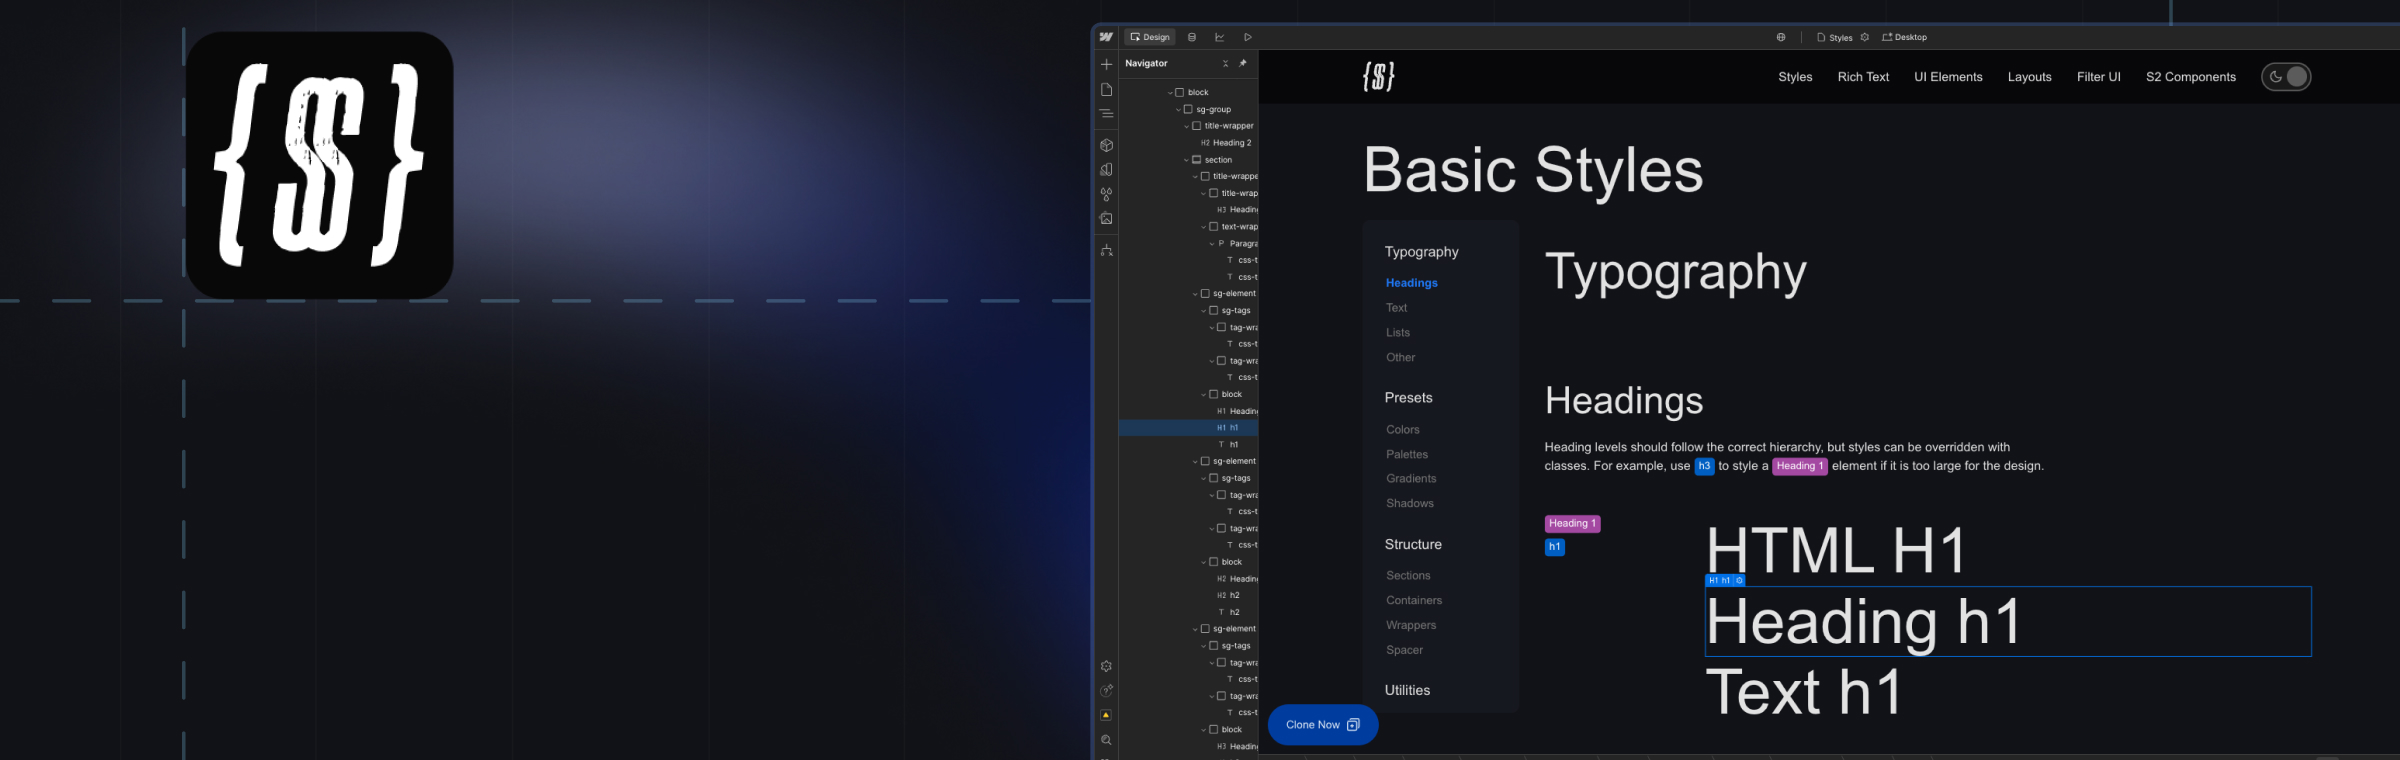 {S}
Design
Styles
Desktop
Navigator
block
sg-group
title-wrapper
H2 Heading 2
section
title-wrappe
title-wrap
H3 Heading
text-wrap
P Paragra
T css-t
T css-t
sg-element
sg-tags
tag-wra
T css-t
tag-wra
T css-t
block
H1 Heading
H1 h1
T h1
sg-element
sg-tags
tag-wra
T css-t
tag-wra
T css-t
block
H2 Heading
H2 h2
T h2
sg-element
sg-tags
tag-wra
T css-t
tag-wra
T css-t
block
H3 Heading
{S}
Styles Rich Text UI Elements Layouts Filter UI S2 Components
Basic Styles
Typography
Headings
Text
Lists
Other
Presets
Colors
Palettes
Gradients
Shadows
Structure
Sections
Containers
Wrappers
Spacer
Utilities
Clone Now
Typography
Headings
Heading levels should follow the correct hierarchy, but styles can be overridden with
classes. For example, use h3 to style a Heading 1 element if it is too large for the design.
Heading 1
h1
HTML H1
H1 h1
Heading h1
Text h1